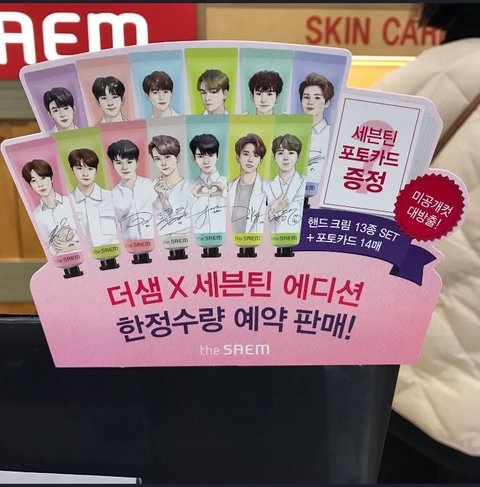 SAEM
SKIN CAR
세븐틴
포토카드
증정
미공개컷
대방출!
핸드 크림 13종 SET
+ 포토카드 14매
the SAEM
더샘 X 세븐틴 에디션
한정수량 예약 판매!
the SAEM